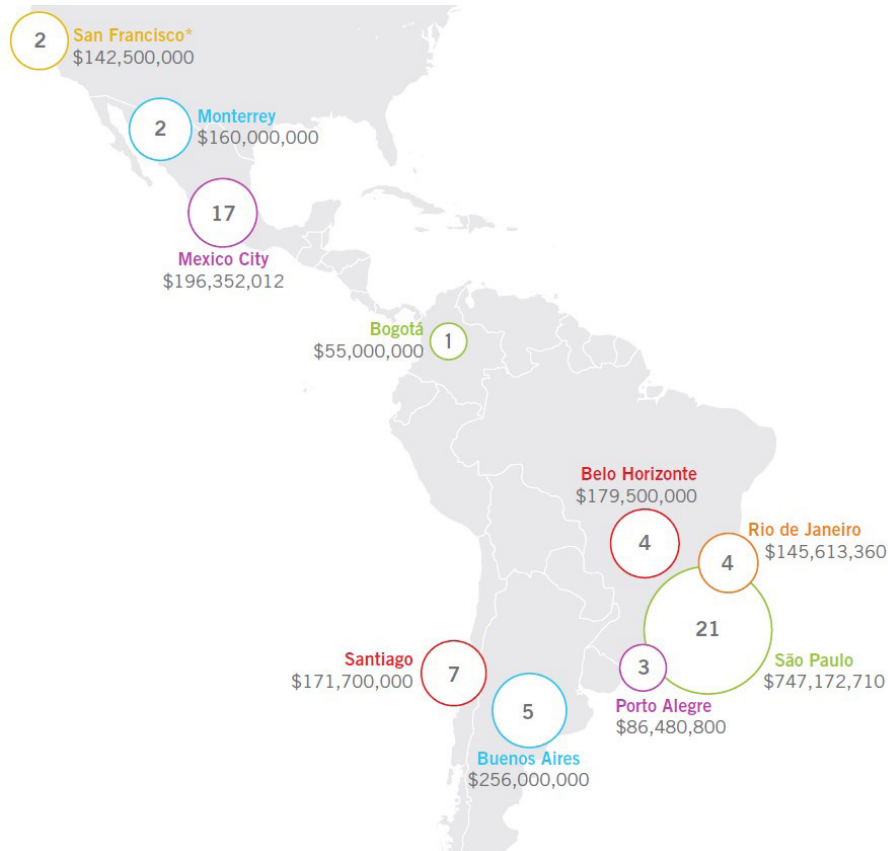 2
San Francisco*
$142,500,000
2
Monterrey
$160,000,000
17
Mexico City
$196,352,012
Bogotá
$55,000,000
1
Belo Horizonte
$179,500,000
4
Rio de Janeiro
$145,613,360
4
21
São Paulo
$747,172,710
Santiago
$171,700,000
7
3
Porto Alegre
$86,480,800
5
Buenos Aires
$256,000,000